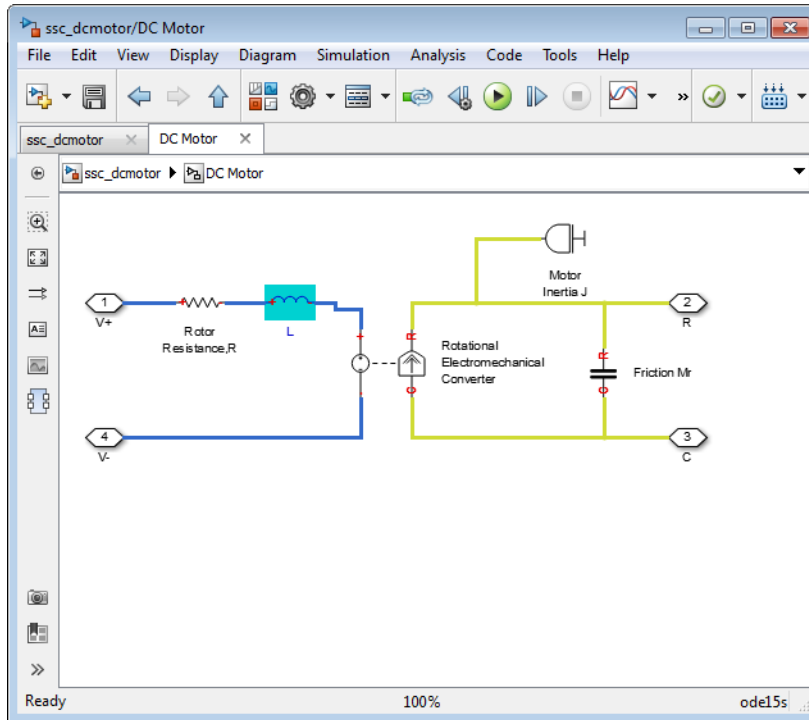 ssc_dcmotor/DC Motor
File Edit View Display Diagram Simulation Analysis Code Tools Help
»
ssc_dcmotor × DC Motor ×
ssc_dcmotor ▶ DC Motor
Motor
Inertia J
1
V+
Rotor
Resistance,R
+
L
+
R
Rotational
Electromechanical
Converter
C
2
R
R
Friction Mr
C
4
V-
3
C
Ready 100% ode15s